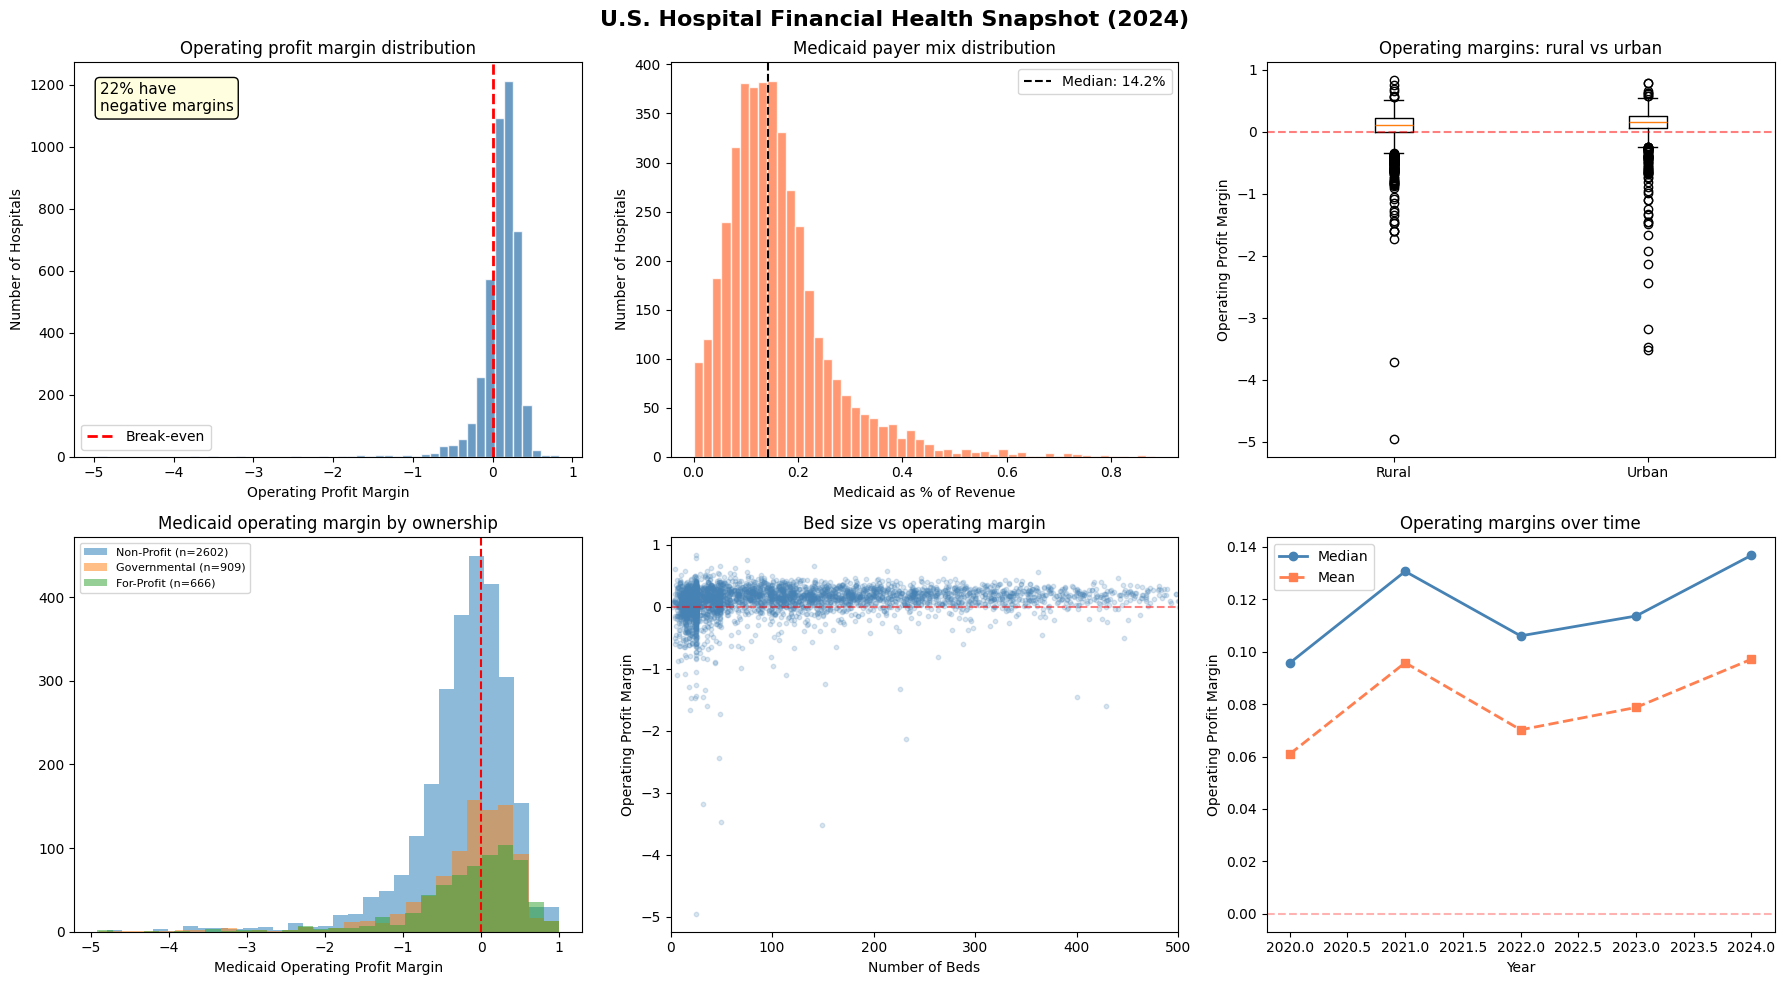 U.S. Hospital Financial Health Snapshot (2024)
Operating profit margin distribution
22% have
negative margins
Break-even
1200
1000
800
600
400
200
0
−5
−4
−3
−2
−1
0
1
Number of Hospitals
Operating Profit Margin
Medicaid payer mix distribution
Median: 14.2%
400
350
300
250
200
150
100
50
0
0.0
0.2
0.4
0.6
0.8
Number of Hospitals
Medicaid as % of Revenue
Operating margins: rural vs urban
1
0
−1
−2
−3
−4
−5
Rural
Urban
Operating Profit Margin
Medicaid operating margin by ownership
Non-Profit (n=2602)
Governmental (n=909)
For-Profit (n=666)
400
300
200
100
0
−5
−4
−3
−2
−1
0
1
Medicaid Operating Profit Margin
Bed size vs operating margin
1
0
−1
−2
−3
−4
−5
0
100
200
300
400
500
Operating Profit Margin
Number of Beds
Operating margins over time
Median
Mean
0.14
0.12
0.10
0.08
0.06
0.04
0.02
0.00
2020.0
2020.5
2021.0
2021.5
2022.0
2022.5
2023.0
2023.5
2024.0
Operating Profit Margin
Year